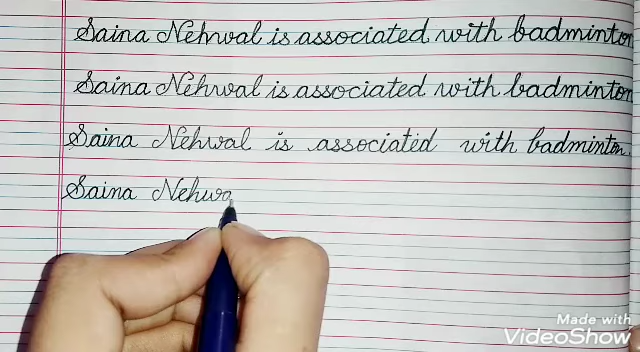 Saina Nehwal is associated with badminton
Saina Nehwal is associated with badminton
Saina Nehwal is associated with badminton.
Saina Nehwa
Made with
VideoShow